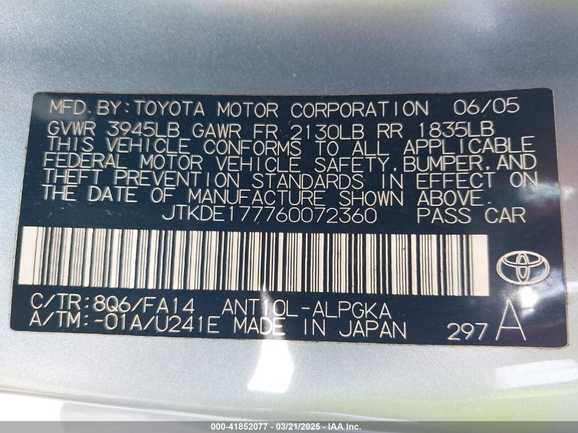 MFD. BY: TOYOTA MOTOR CORPORATION 06/05
GVWR 3945LB GAWR FR 2130LB RR 1835LB
THIS VEHICLE CONFORMS TO ALL APPLICABLE
FEDERAL MOTOR VEHICLE SAFETY, BUMPER, AND
THEFT PREVENTION STANDARDS IN EFFECT ON
THE DATE OF MANUFACTURE SHOWN ABOVE.
JTKDE177760072360 PASS CAR
C/TR: 8Q6/FA14 ANT10L-ALPGKA
A/TM: -01A/U241E MADE IN JAPAN 297 A
000-41852077 - 03/21/2025 - IAAI.COM